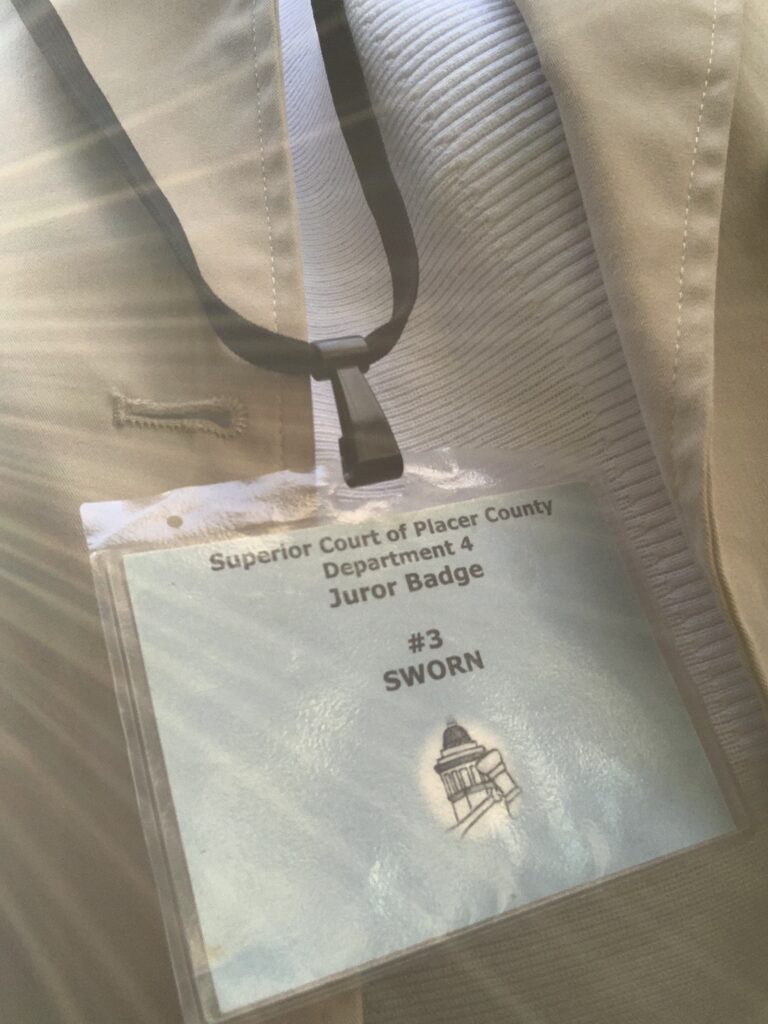 Superior Court of Placer County
Department 4
Juror Badge
#3
SWORN